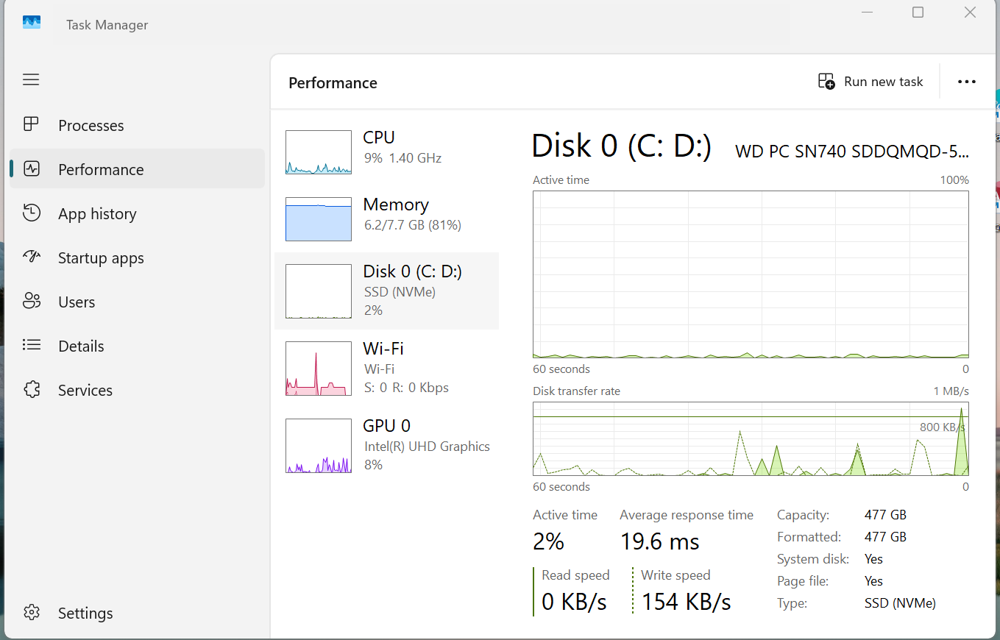 Task Manager
Processes
Performance
App history
Startup apps
Users
Details
Services
Settings
Performance
Run new task
CPU
9% 1.40 GHz
Memory
6.2/7.7 GB (81%)
Disk 0 (C: D:)
SSD (NVMe)
2%
Wi-Fi
Wi-Fi
S: 0 R: 0 Kbps
GPU 0
Intel(R) UHD Graphics
8%
Disk 0 (C: D:) WD PC SN740 SDDQMQD-5...
Active time 100%
60 seconds 0
Disk transfer rate 1 MB/s
800 KB/s
60 seconds 0
Active time
2%
Average response time
19.6 ms
Read speed
0 KB/s
Write speed
154 KB/s
Capacity: 477 GB
Formatted: 477 GB
System disk: Yes
Page file: Yes
Type: SSD (NVMe)